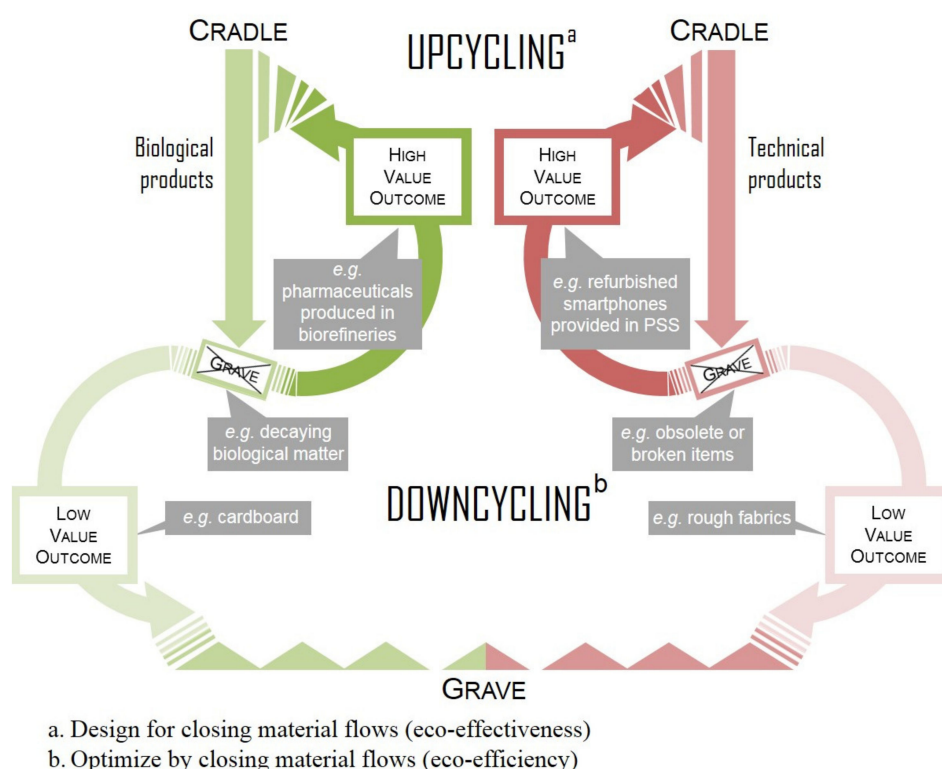 CRADLE
UPCYCLINGᵃ
CRADLE
Biological
products
HIGH
VALUE
OUTCOME
HIGH
VALUE
OUTCOME
Technical
products
e.g.
pharmaceuticals
produced in
biorefineries
e.g. refurbished
smartphones
provided in PSS
GRAVE
GRAVE
e.g. decaying
biological matter
e.g. obsolete or
broken items
DOWNCYCLINGᵇ
LOW
VALUE
OUTCOME
e.g. cardboard
e.g. rough fabrics
LOW
VALUE
OUTCOME
GRAVE
a. Design for closing material flows (eco-effectiveness)
b. Optimize by closing material flows (eco-efficiency)